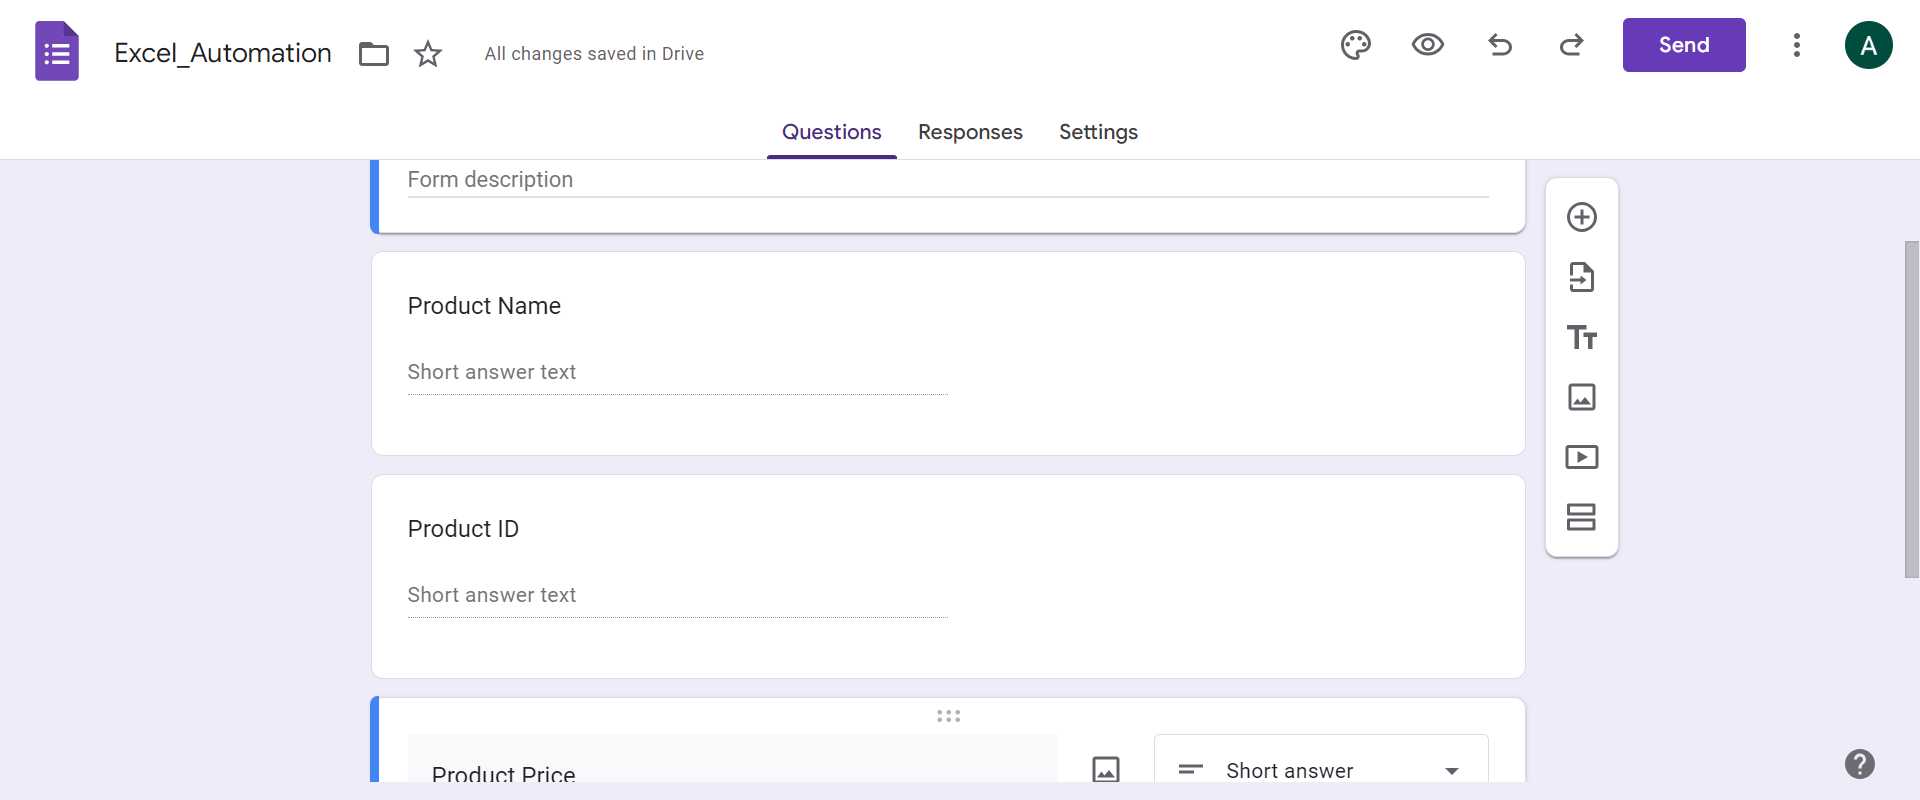 Excel_Automation
All changes saved in Drive
Send
A
Questions Responses Settings
Form description
Product Name
Short answer text
Product ID
Short answer text
Product Price
Short answer